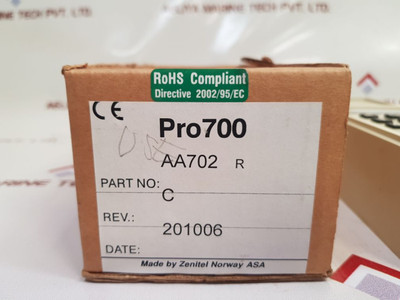 RoHS Compliant
Directive 2002/95/EC
CE
Pro700
AA702 R
PART NO:
C
REV.:
201006
DATE:
Made by Zenitel Norway ASA